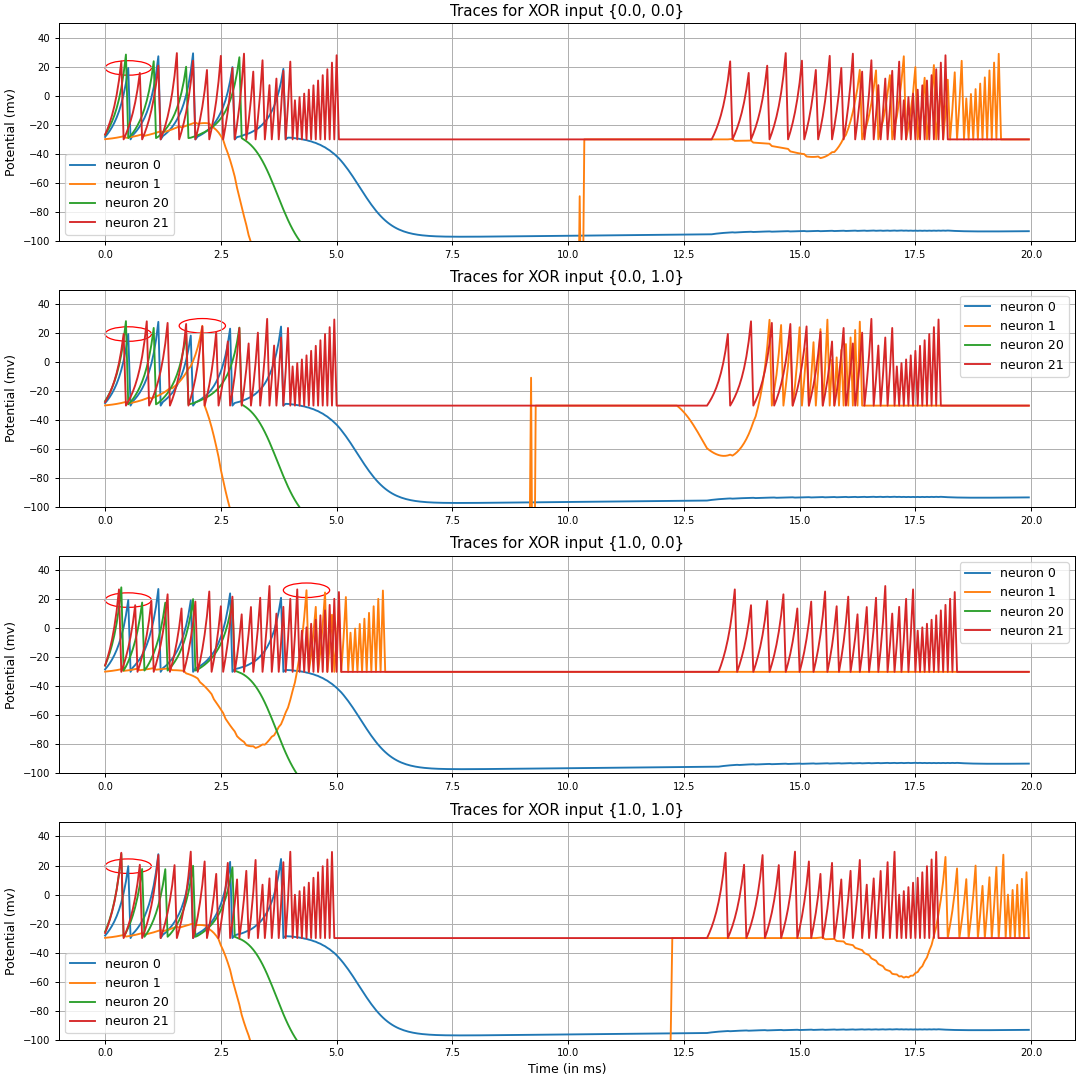 Traces for XOR input {0.0, 0.0}
Potential (mv)
40
20
0
−20
−40
−60
−80
−100
neuron 0
neuron 1
neuron 20
neuron 21
0.0 2.5 5.0 7.5 10.0 12.5 15.0 17.5 20.0
Traces for XOR input {0.0, 1.0}
Potential (mv)
40
20
0
−20
−40
−60
−80
−100
neuron 0
neuron 1
neuron 20
neuron 21
0.0 2.5 5.0 7.5 10.0 12.5 15.0 17.5 20.0
Traces for XOR input {1.0, 0.0}
Potential (mv)
40
20
0
−20
−40
−60
−80
−100
neuron 0
neuron 1
neuron 20
neuron 21
0.0 2.5 5.0 7.5 10.0 12.5 15.0 17.5 20.0
Traces for XOR input {1.0, 1.0}
Potential (mv)
40
20
0
−20
−40
−60
−80
−100
neuron 0
neuron 1
neuron 20
neuron 21
0.0 2.5 5.0 7.5 10.0 12.5 15.0 17.5 20.0
Time (in ms)